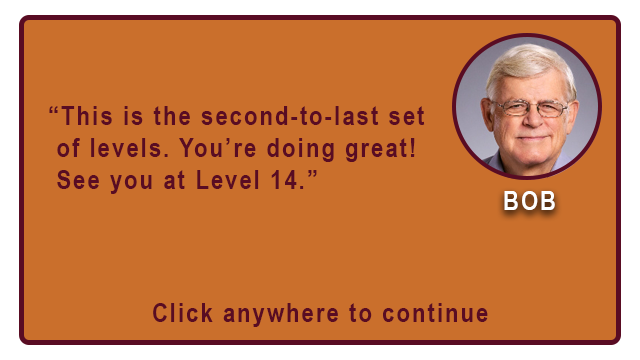 “This is the second-to-last set
of levels. You’re doing great!
See you at Level 14.”
BOB
Click anywhere to continue